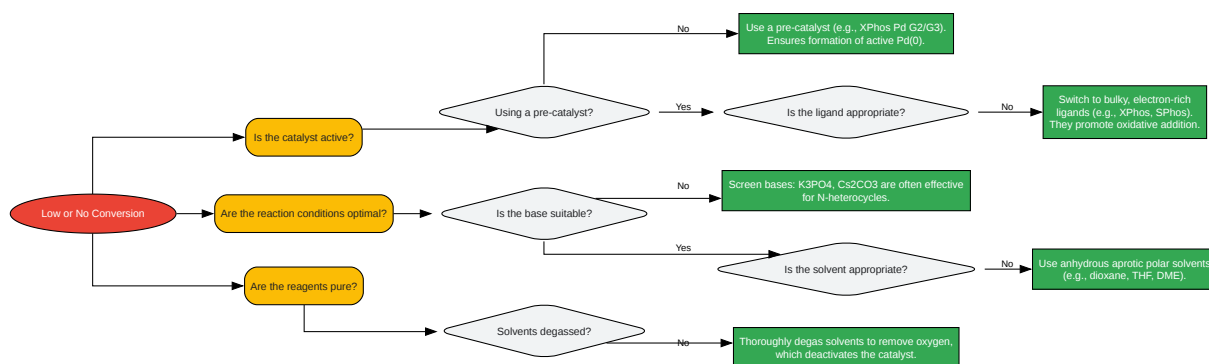 No
Use a pre-catalyst (e.g., XPhos Pd G2/G3).
Ensures formation of active Pd(0).
Using a pre-catalyst?
Yes
Is the ligand appropriate?
No
Switch to bulky, electron-rich
ligands (e.g., XPhos, SPhos).
They promote oxidative addition.
Is the catalyst active?
Low or No Conversion
Are the reaction conditions optimal?
Is the base suitable?
No
Screen bases: K3PO4, Cs2CO3 are often effective
for N-heterocycles.
Yes
Is the solvent appropriate?
No
Use anhydrous aprotic polar solvents
(e.g., dioxane, THF, DME).
Are the reagents pure?
Solvents degassed?
No
Thoroughly degas solvents to remove oxygen,
which deactivates the catalyst.